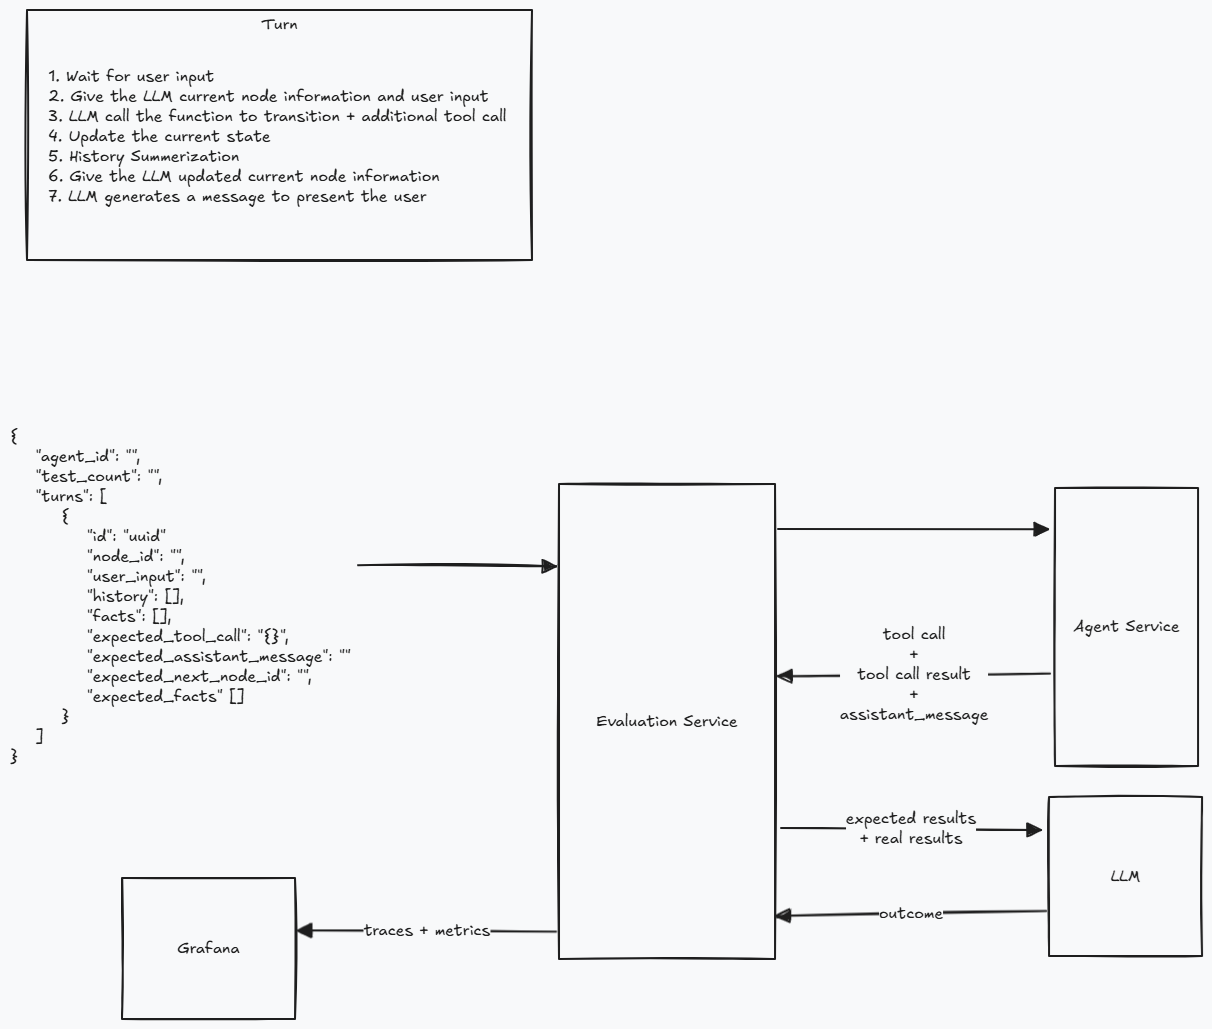 Turn
1. Wait for user input
2. Give the LLM current node information and user input
3. LLM call the function to transition + additional tool call
4. Update the current state
5. History Summerization
6. Give the LLM updated current node information
7. LLM generates a message to present the user
{
"agent_id": "",
"test_count": "",
"turns": [
{
"id": "uuid"
"node_id": "",
"user_input": "",
"history": [],
"facts": [],
"expected_tool_call": "{}",
"expected_assistant_message": ""
"expected_next_node_id": "",
"expected_facts" []
}
]
}
Evaluation Service
Agent Service
tool call
+
tool call result
+
assistant_message
expected results
+ real results
LLM
outcome
traces + metrics
Grafana